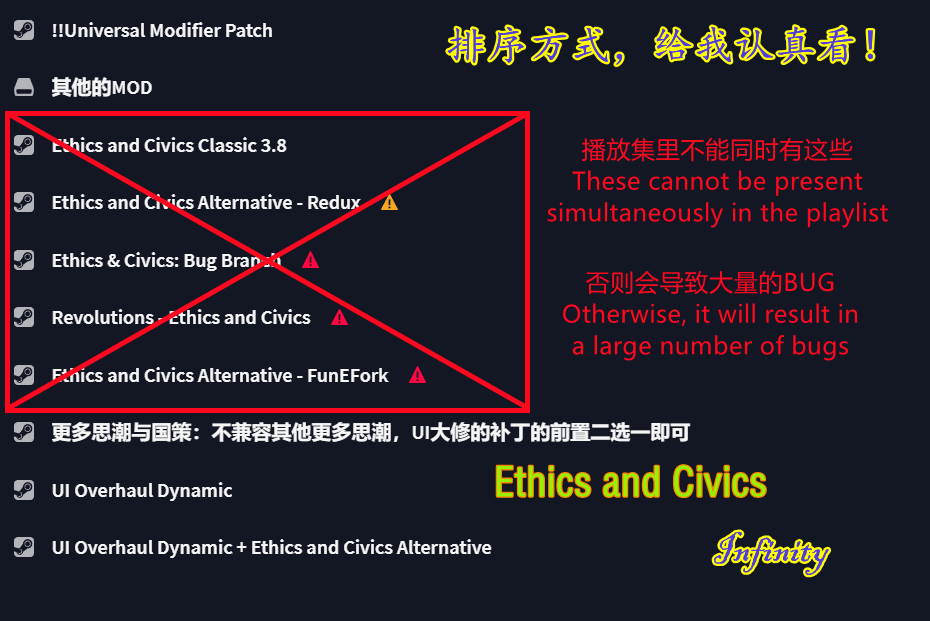 !!Universal Modifier Patch
排序方式，给我认真看！
其他的MOD
Ethics and Civics Classic 3.8
Ethics and Civics Alternative - Redux
Ethics & Civics: Bug Branch
Revolutions - Ethics and Civics
Ethics and Civics Alternative - FunEFork
播放集里不能同时有这些
These cannot be present
simultaneously in the playlist
否则会导致大量的BUG
Otherwise, it will result in
a large number of bugs
更多思潮与国策：不兼容其他更多思潮，UI大修的补丁的前置二选一即可
UI Overhaul Dynamic
Ethics and Civics
UI Overhaul Dynamic + Ethics and Civics Alternative
Infinity